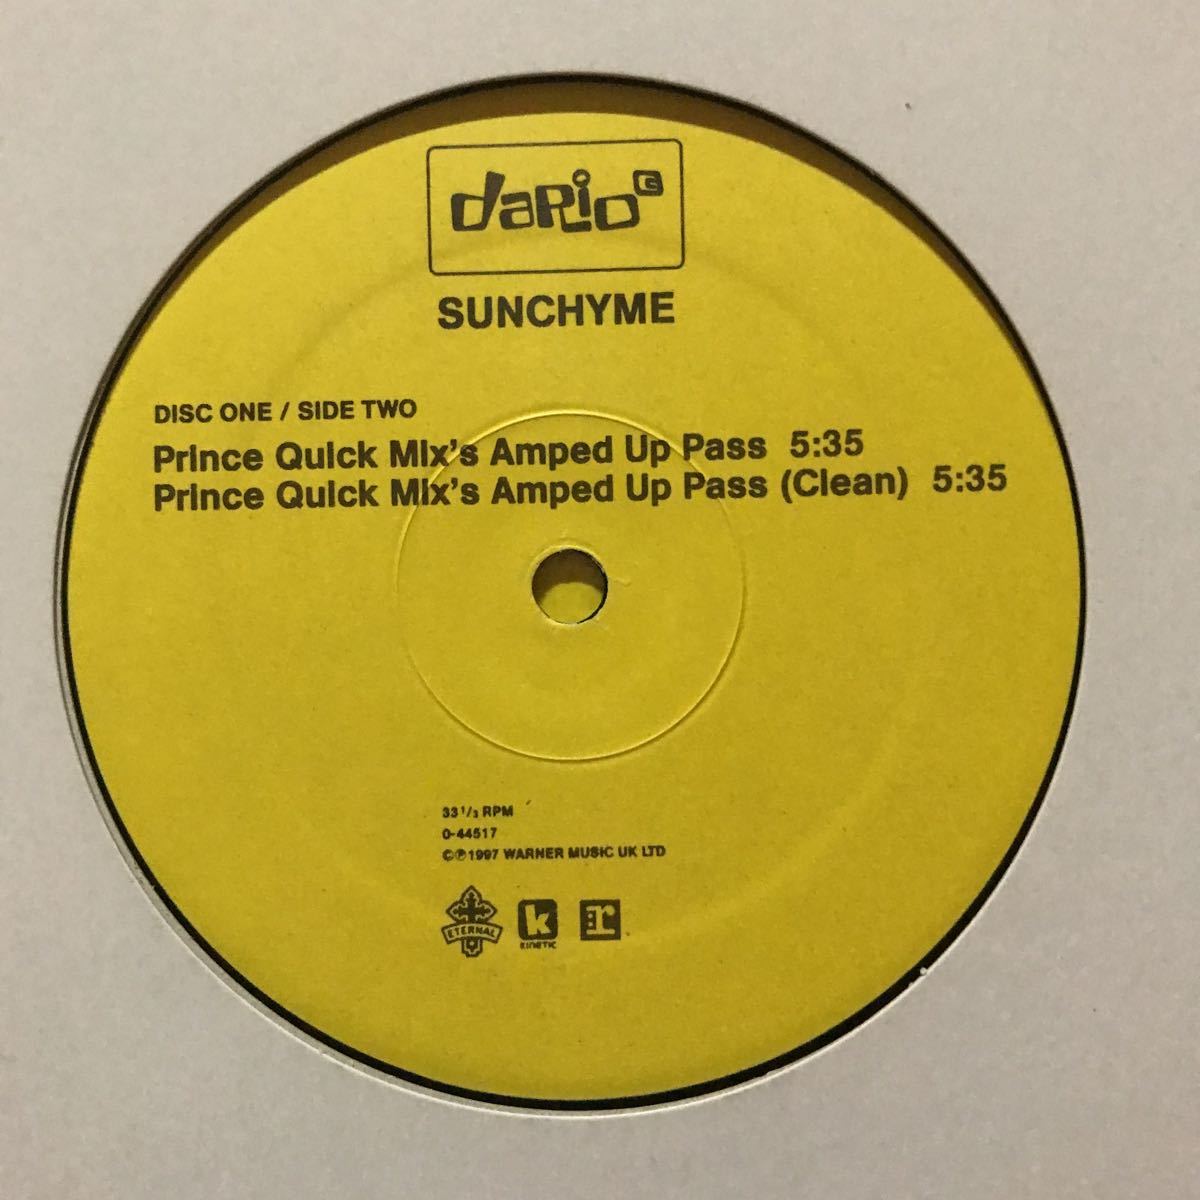 dario G
SUNCHYME
DISC ONE / SIDE TWO
Prince Quick Mix's Amped Up Pass 5:35
Prince Quick Mix's Amped Up Pass (Clean) 5:35
33 1/3 RPM
0-44517
©℗1997 WARNER MUSIC UK LTD
ETERNAL
k
KINETIC
r